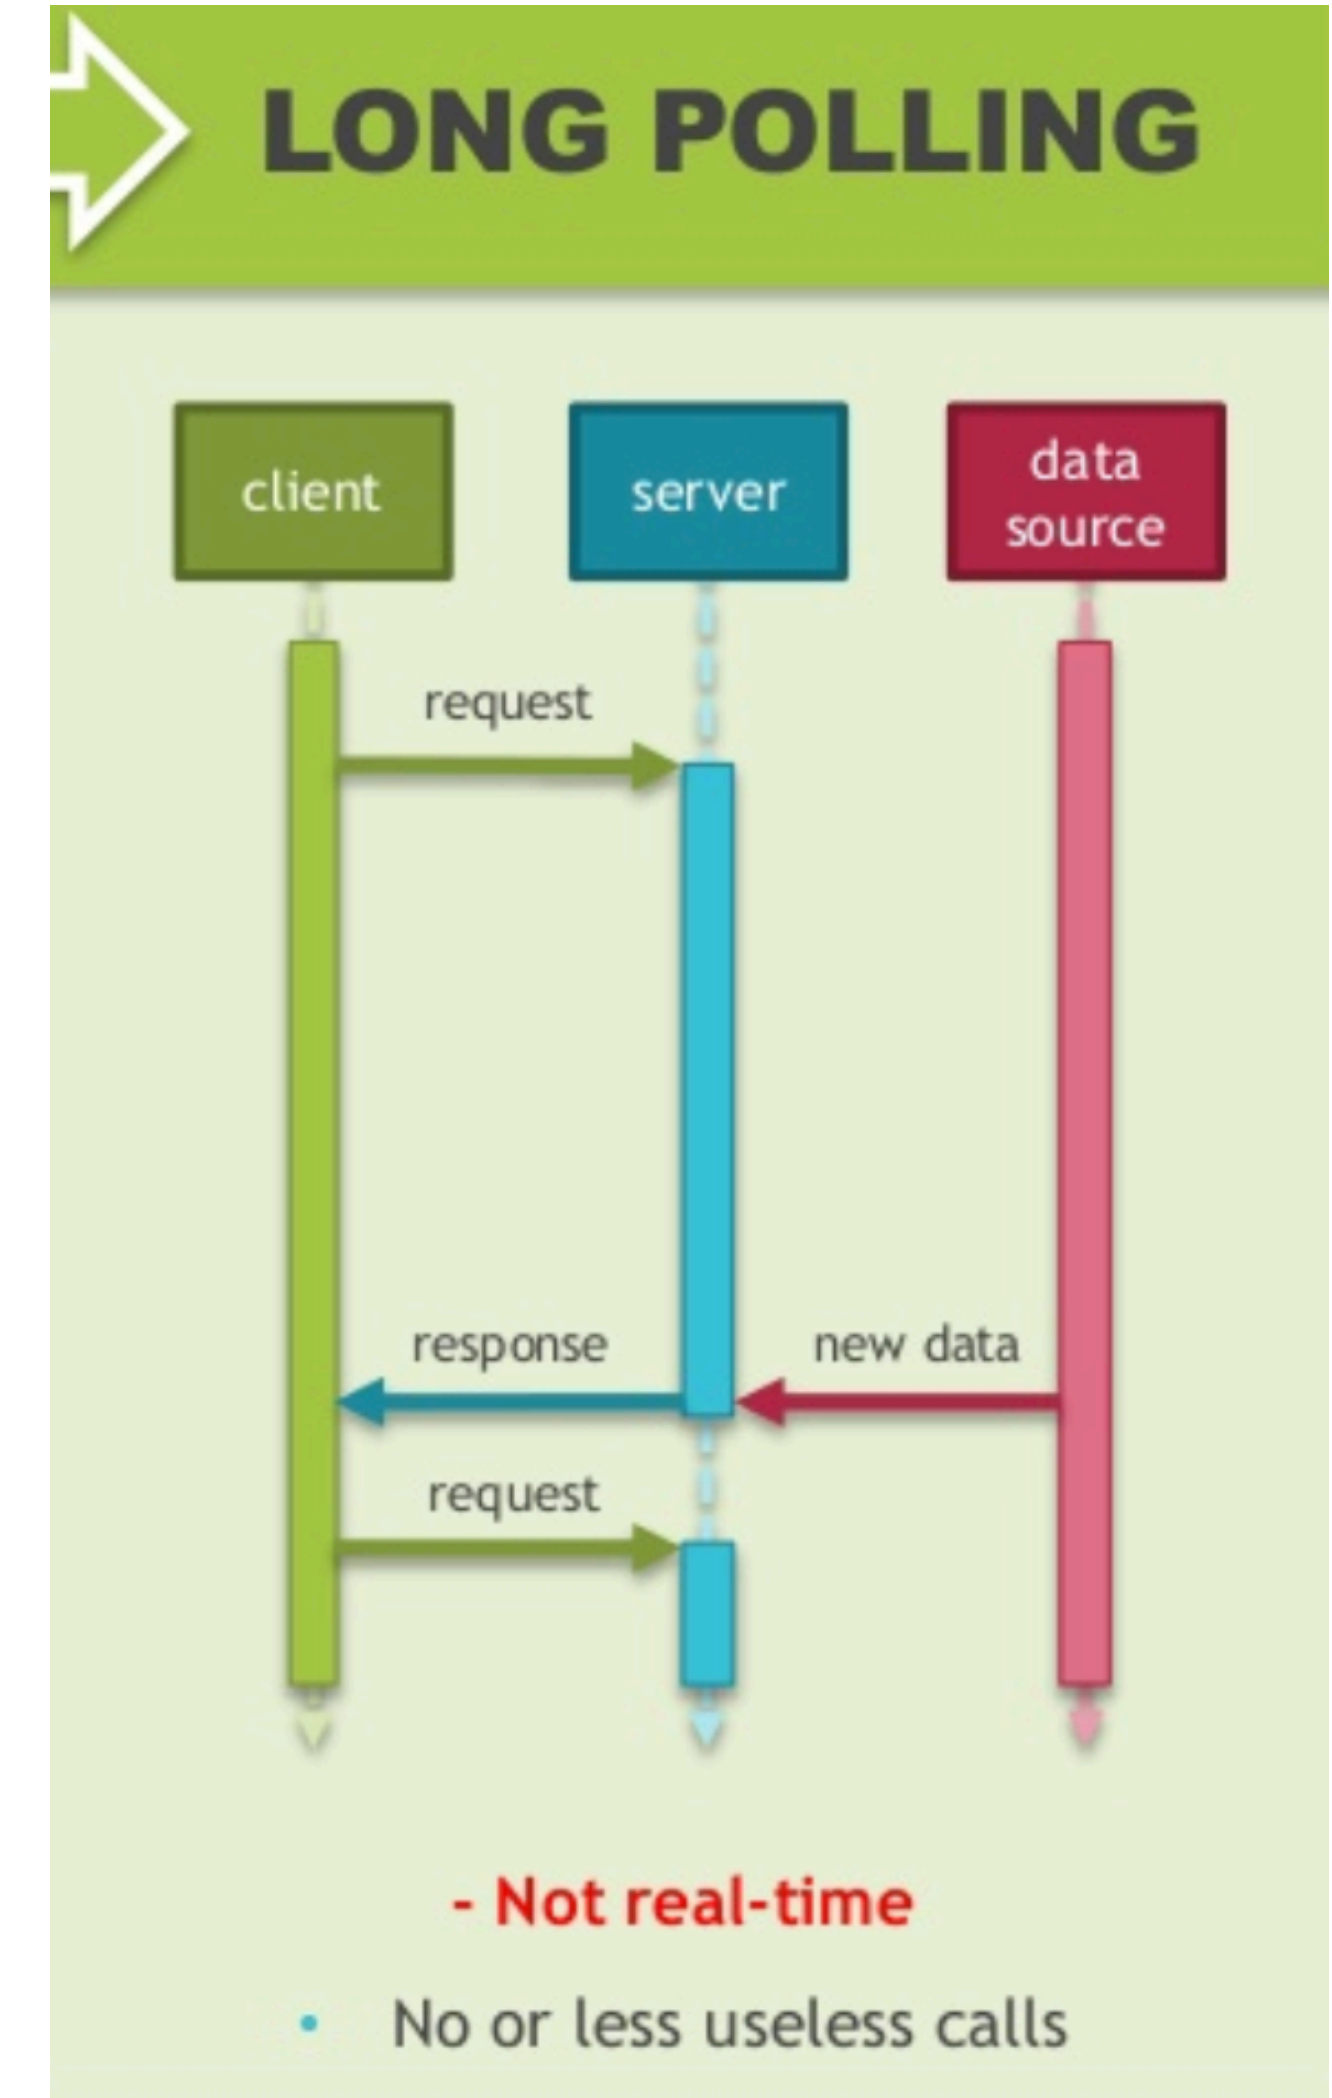 LONG POLLING
client
server
data
source
request
response
new data
request
- Not real-time
• No or less useless calls